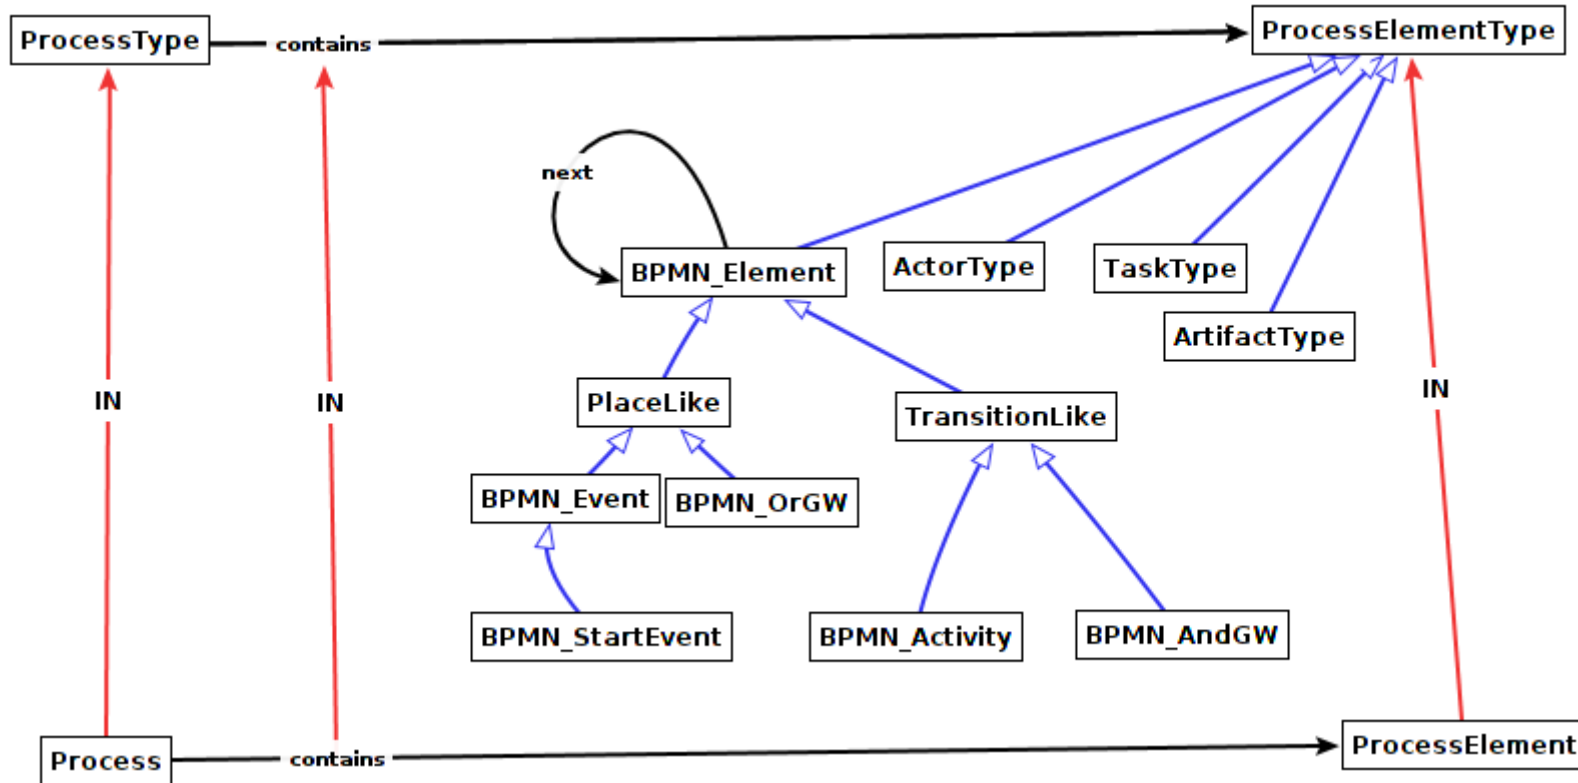 ProcessType
contains
ProcessElementType
next
BPMN_Element
ActorType
TaskType
ArtifactType
IN
IN
IN
PlaceLike
TransitionLike
BPMN_Event
BPMN_OrGW
BPMN_StartEvent
BPMN_Activity
BPMN_AndGW
Process
contains
ProcessElement